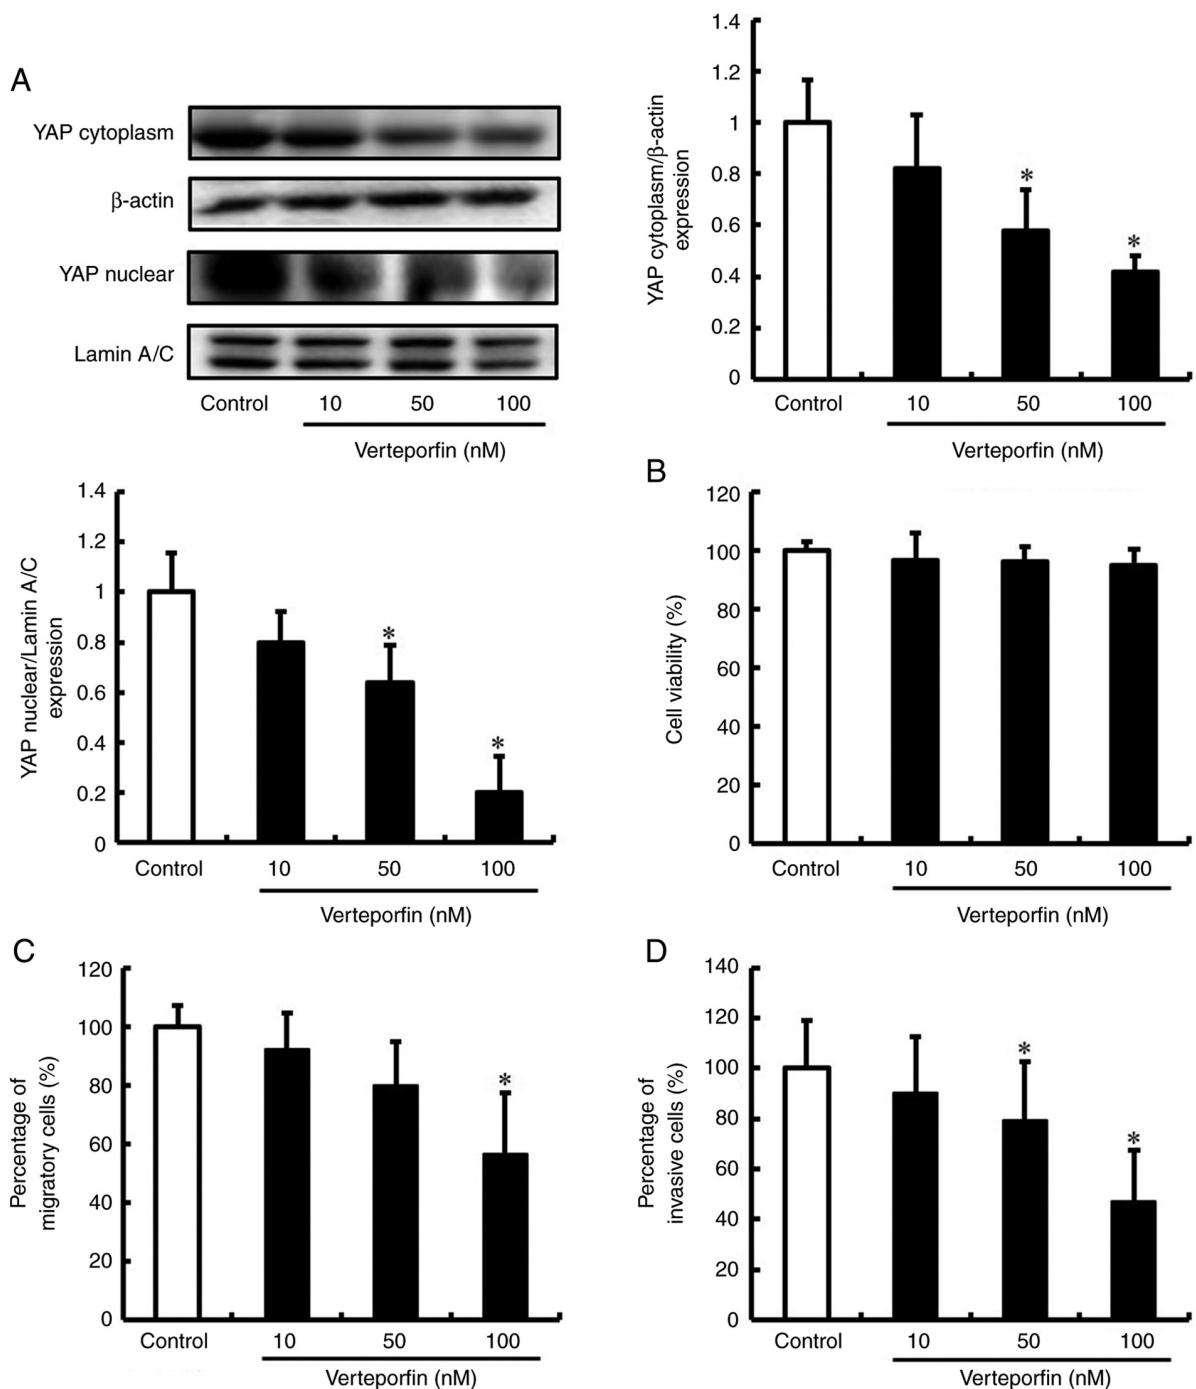 A
YAP cytoplasm
β-actin
YAP nuclear
Lamin A/C
Control 10 50 100
Verteporfin (nM)
YAP cytoplasm/β-actin
expression
1.4
1.2
1
0.8
0.6
0.4
0.2
0
*
*
Control 10 50 100
Verteporfin (nM)
YAP nuclear/Lamin A/C
expression
1.4
1.2
1
0.8
0.6
0.4
0.2
0
*
*
Control 10 50 100
Verteporfin (nM)
B
Cell viability (%)
120
100
80
60
40
20
0
Control 10 50 100
Verteporfin (nM)
C
Percentage of
migratory cells (%)
120
100
80
60
40
20
0
*
Control 10 50 100
Verteporfin (nM)
D
Percentage of
invasive cells (%)
140
120
100
80
60
40
20
0
*
*
Control 10 50 100
Verteporfin (nM)